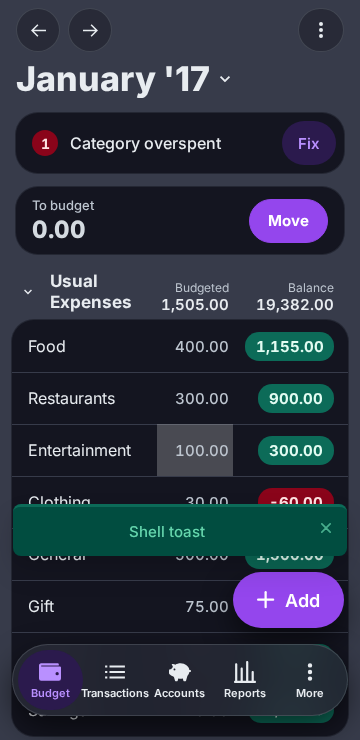 January '17
1 Category overspent Fix
To budget
0.00 Move
Usual
Expenses
Budgeted Balance
1,505.00 19,382.00
Food 400.00 1,155.00
Restaurants 300.00 900.00
Entertainment 100.00 300.00
Clothing 30.00 -60.00
Shell toast
General
Gift 75.00
Add
Budget Transactions Accounts Reports More